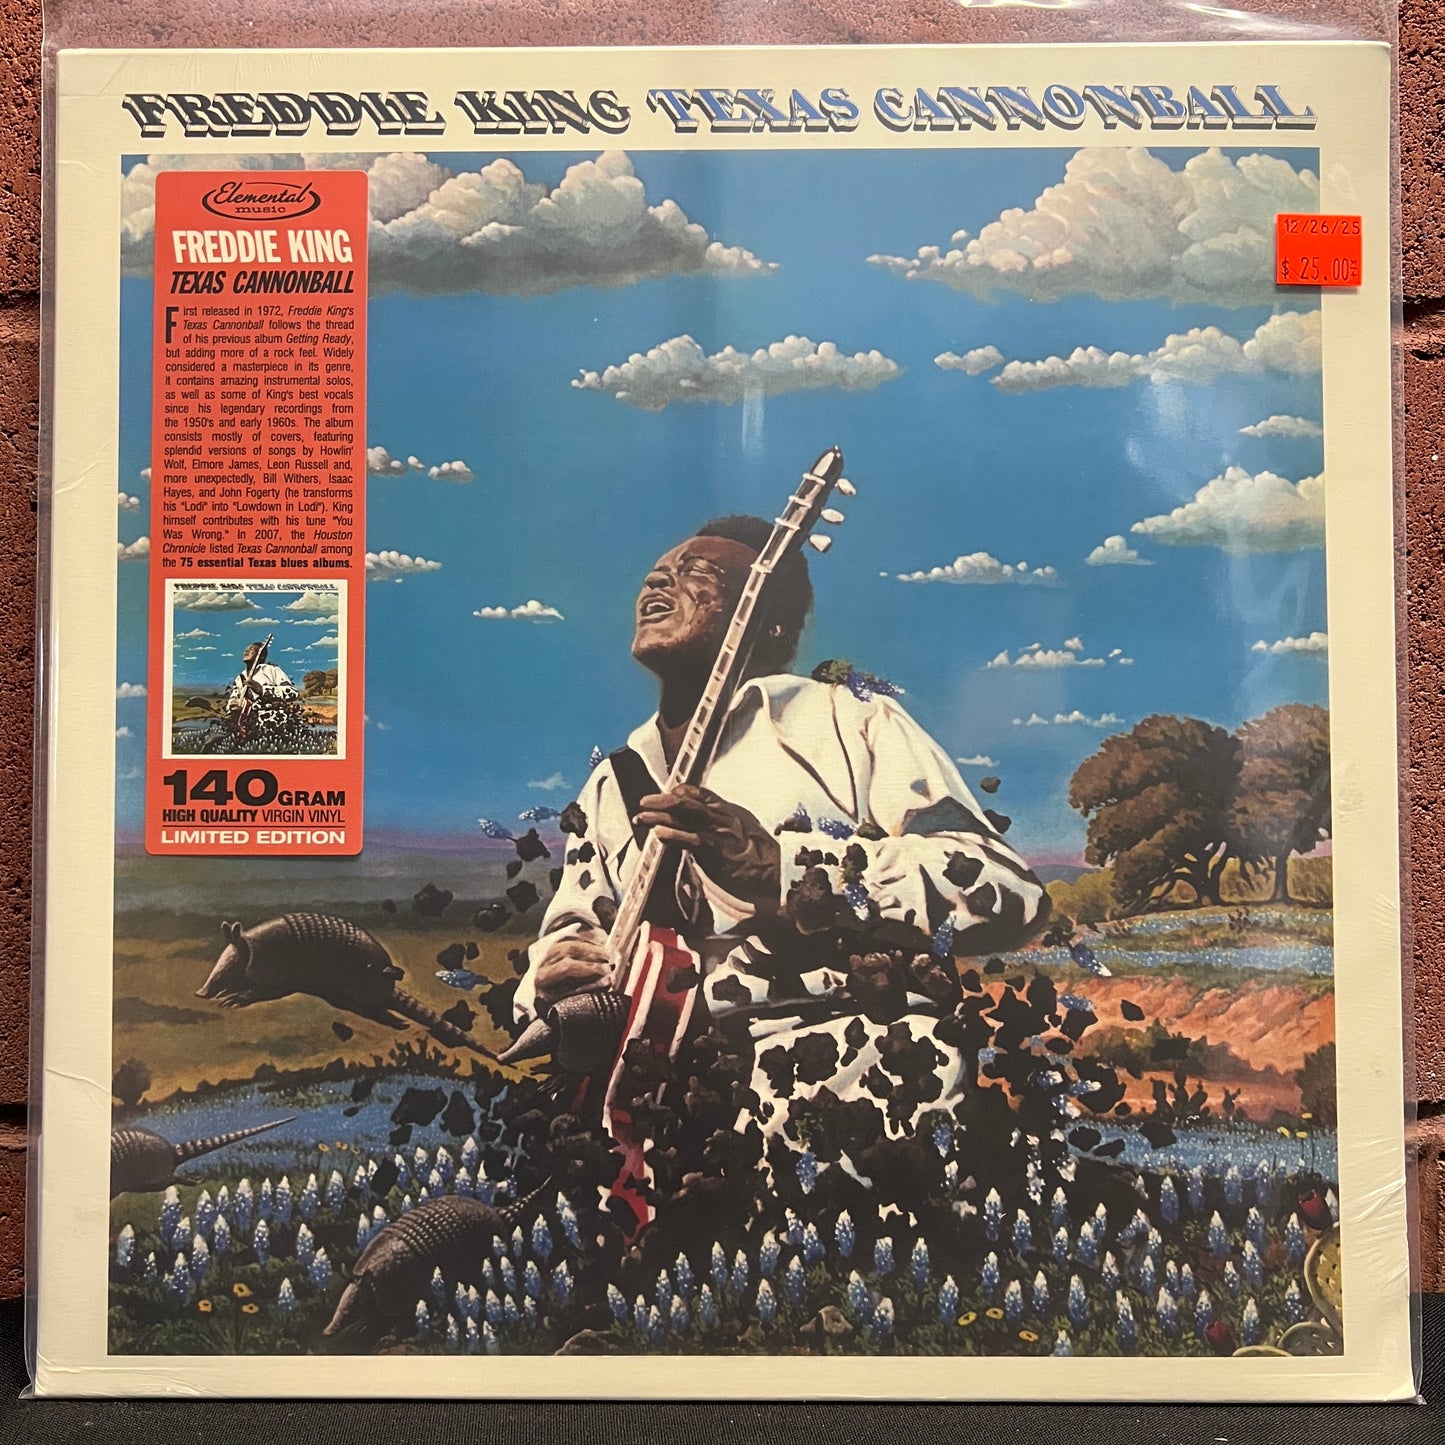 FREDDIE KING TEXAS CANNONBALL
Elemental
music
FREDDIE KING
TEXAS CANNONBALL
First released in 1972, Freddie King's
Texas Cannonball follows the thread
of his previous album Getting Ready,
but adding more of a rock feel. Widely
considered a masterpiece in its genre,
it contains amazing instrumental solos,
as well as some of King's best vocals
since his legendary recordings from
the 1950's and early 1960s. The album
consists mostly of covers, featuring
splendid versions of songs by Howlin'
Wolf, Elmore James, Leon Russell and,
more unexpectedly, Bill Withers, Isaac
Hayes, and John Fogerty (he transforms
his "Lodi" into "Lowdown in Lodi"). King
himself contributes with his tune "You
Was Wrong." In 2007, the Houston
Chronicle listed Texas Cannonball among
the 75 essential Texas blues albums.
FREDDIE KING TEXAS CANNONBALL
140 GRAM
HIGH QUALITY VIRGIN VINYL
LIMITED EDITION
12/26/25
$ 25.00